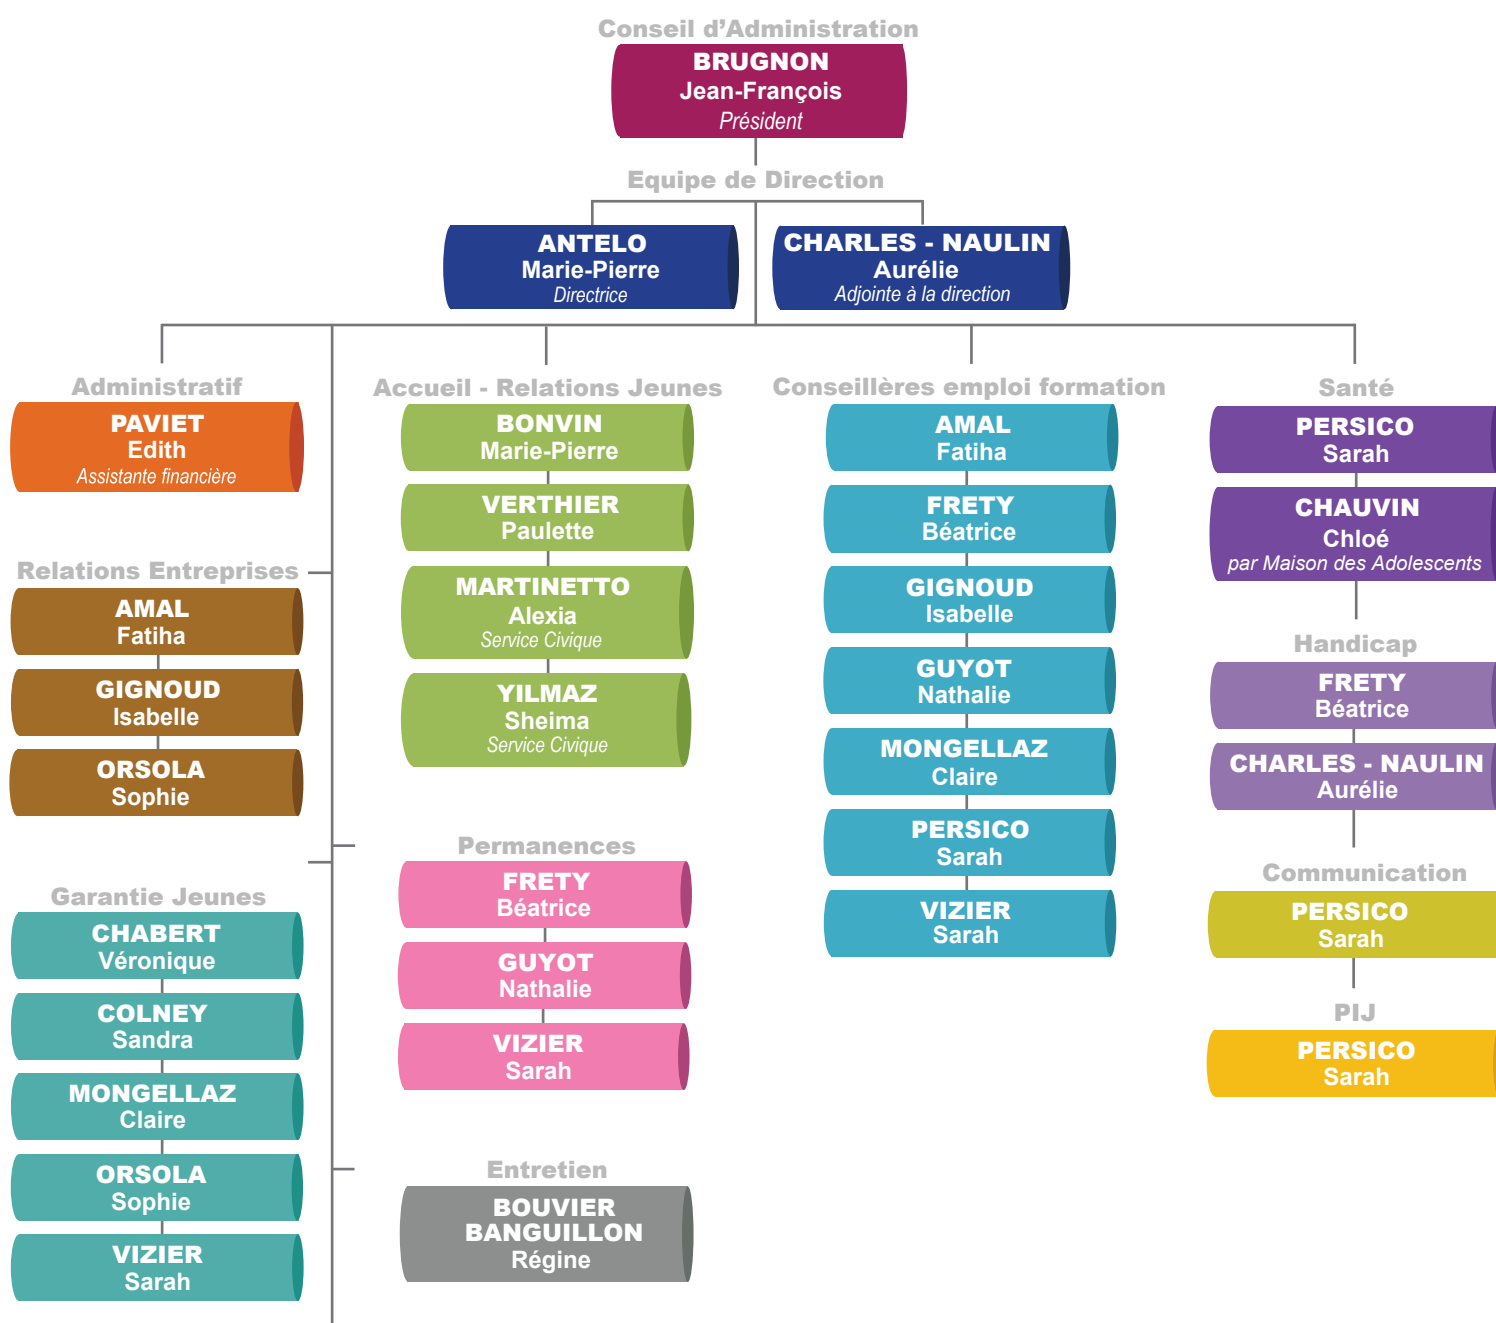 Conseil d'Administration
BRUGNON
Jean-François
Président
Equipe de Direction
ANTELO
Marie-Pierre
Directrice
CHARLES - NAULIN
Aurélie
Adjointe à la direction
Administratif
PAVIET
Edith
Assistante financière
Relations Entreprises
AMAL
Fatiha
GIGNOUD
Isabelle
ORSOLA
Sophie
Garantie Jeunes
CHABERT
Véronique
COLNEY
Sandra
MONGELLAZ
Claire
ORSOLA
Sophie
VIZIER
Sarah
Accueil - Relations Jeunes
BONVIN
Marie-Pierre
VERTHIER
Paulette
MARTINETTO
Alexia
Service Civique
YILMAZ
Sheima
Service Civique
Permanences
FRETY
Béatrice
GUYOT
Nathalie
VIZIER
Sarah
Entretien
BOUVIER
BANGUILLON
Régine
Conseillères emploi formation
AMAL
Fatiha
FRETY
Béatrice
GIGNOUD
Isabelle
GUYOT
Nathalie
MONGELLAZ
Claire
PERSICO
Sarah
VIZIER
Sarah
Santé
PERSICO
Sarah
CHAUVIN
Chloé
par Maison des Adolescents
Handicap
FRETY
Béatrice
CHARLES - NAULIN
Aurélie
Communication
PERSICO
Sarah
PIJ
PERSICO
Sarah